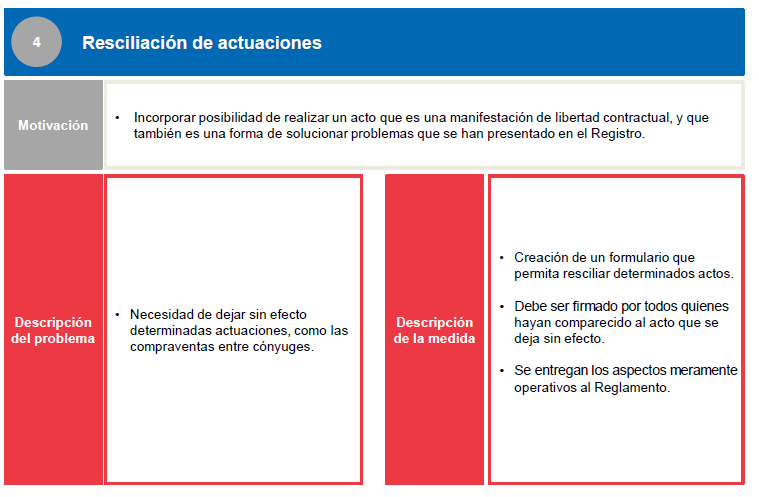 4
Resciliación de actuaciones
Motivación
• Incorporar posibilidad de realizar un acto que es una manifestación de libertad contractual, y que
también es una forma de solucionar problemas que se han presentado en el Registro.
Descripción
del problema
• Necesidad de dejar sin efecto
determinadas actuaciones, como las
compraventas entre cónyuges.
Descripción
de la medida
• Creación de un formulario que
permita resciliar determinados actos.
• Debe ser firmado por todos quienes
hayan comparecido al acto que se
deja sin efecto.
• Se entregan los aspectos meramente
operativos al Reglamento.